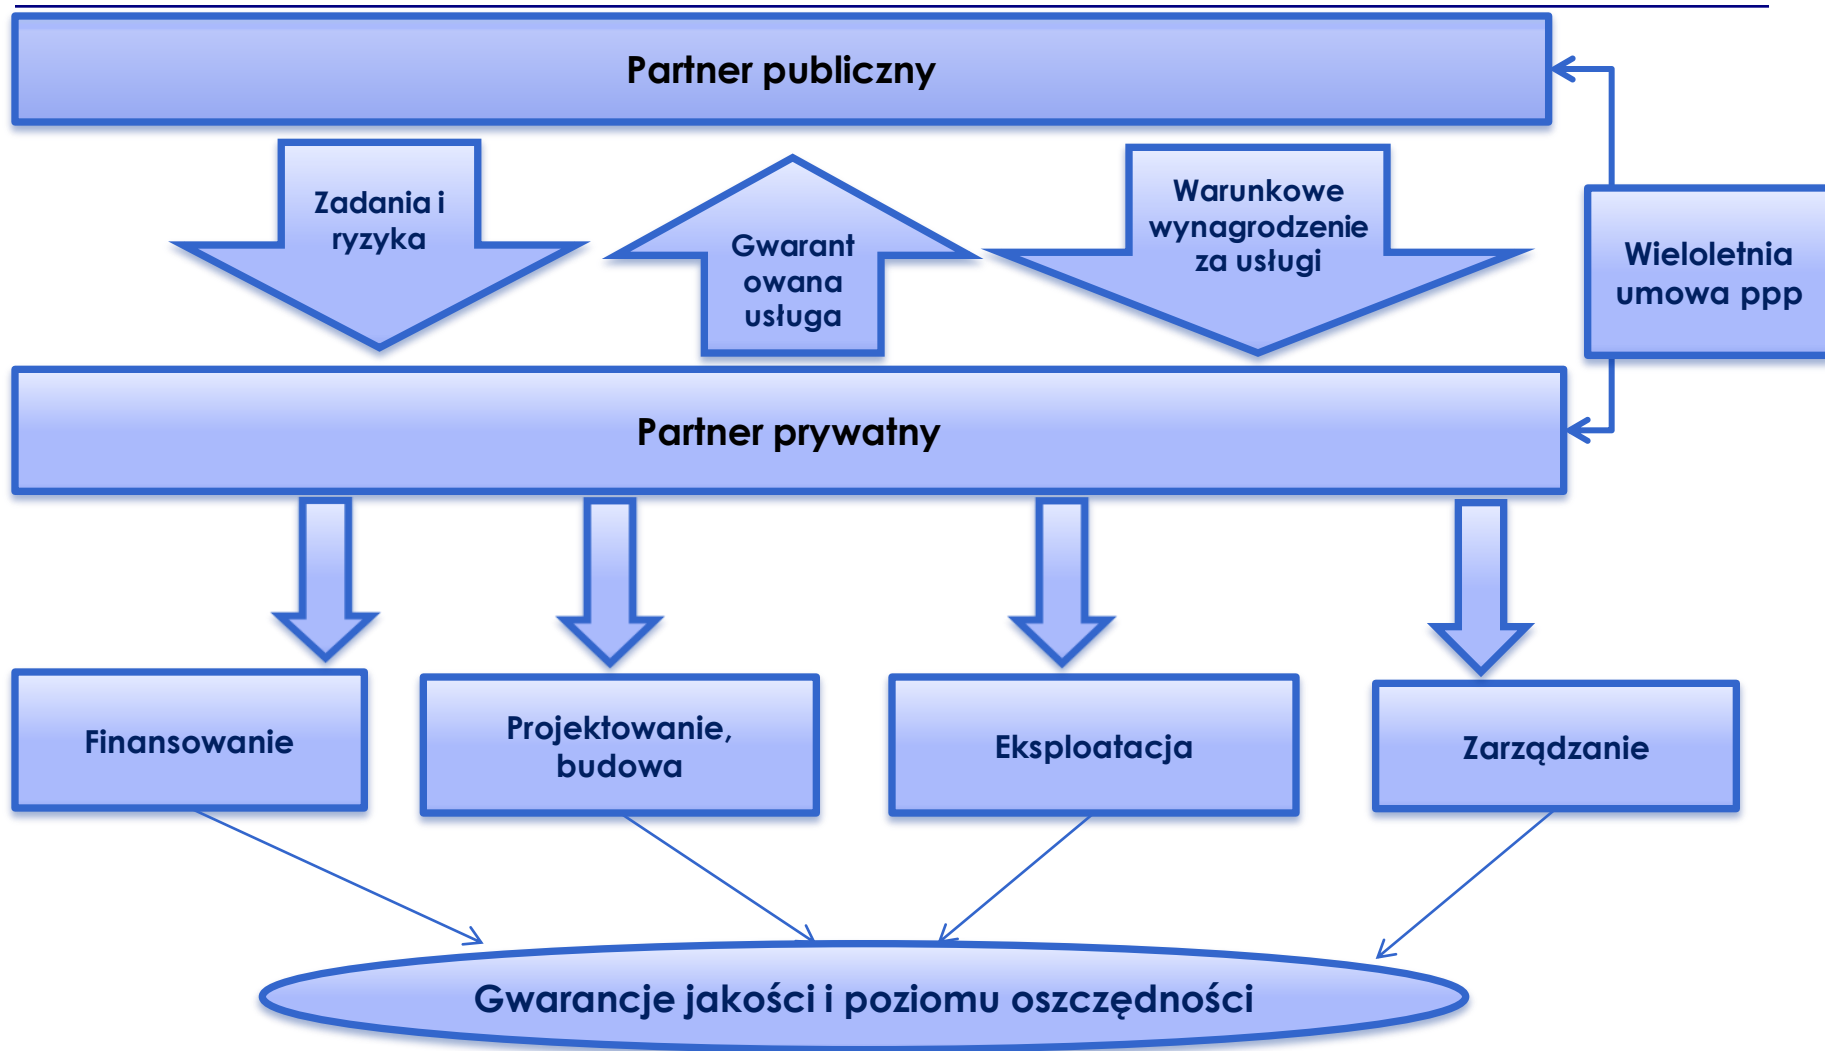 Partner publiczny
Zadania i
ryzyka
Gwarant
owana
usługa
Warunkowe
wynagrodzenie
za usługi
Wieloletnia
umowa ppp
Partner prywatny
Finansowanie
Projektowanie,
budowa
Eksploatacja
Zarządzanie
Gwarancje jakości i poziomu oszczędności